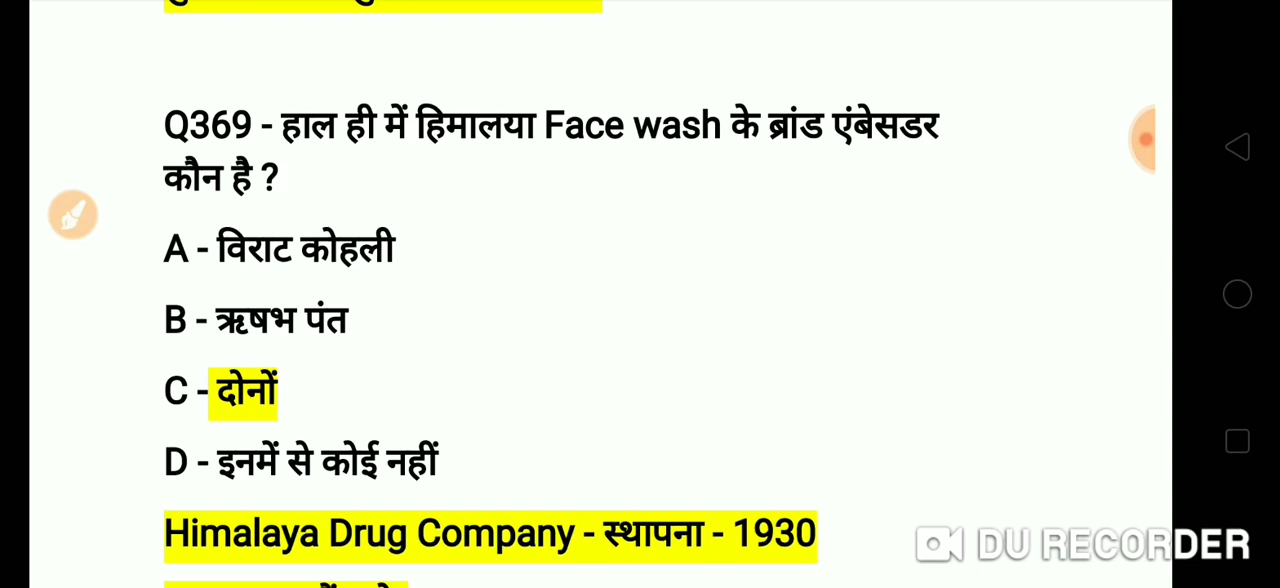 Q369 - हाल ही में हिमालया Face wash के ब्रांड एंबेसडर
कौन है ?
A - विराट कोहली
B - ऋषभ पंत
C - दोनों
D - इनमें से कोई नहीं
Himalaya Drug Company - स्थापना - 1930
DU RECORDER